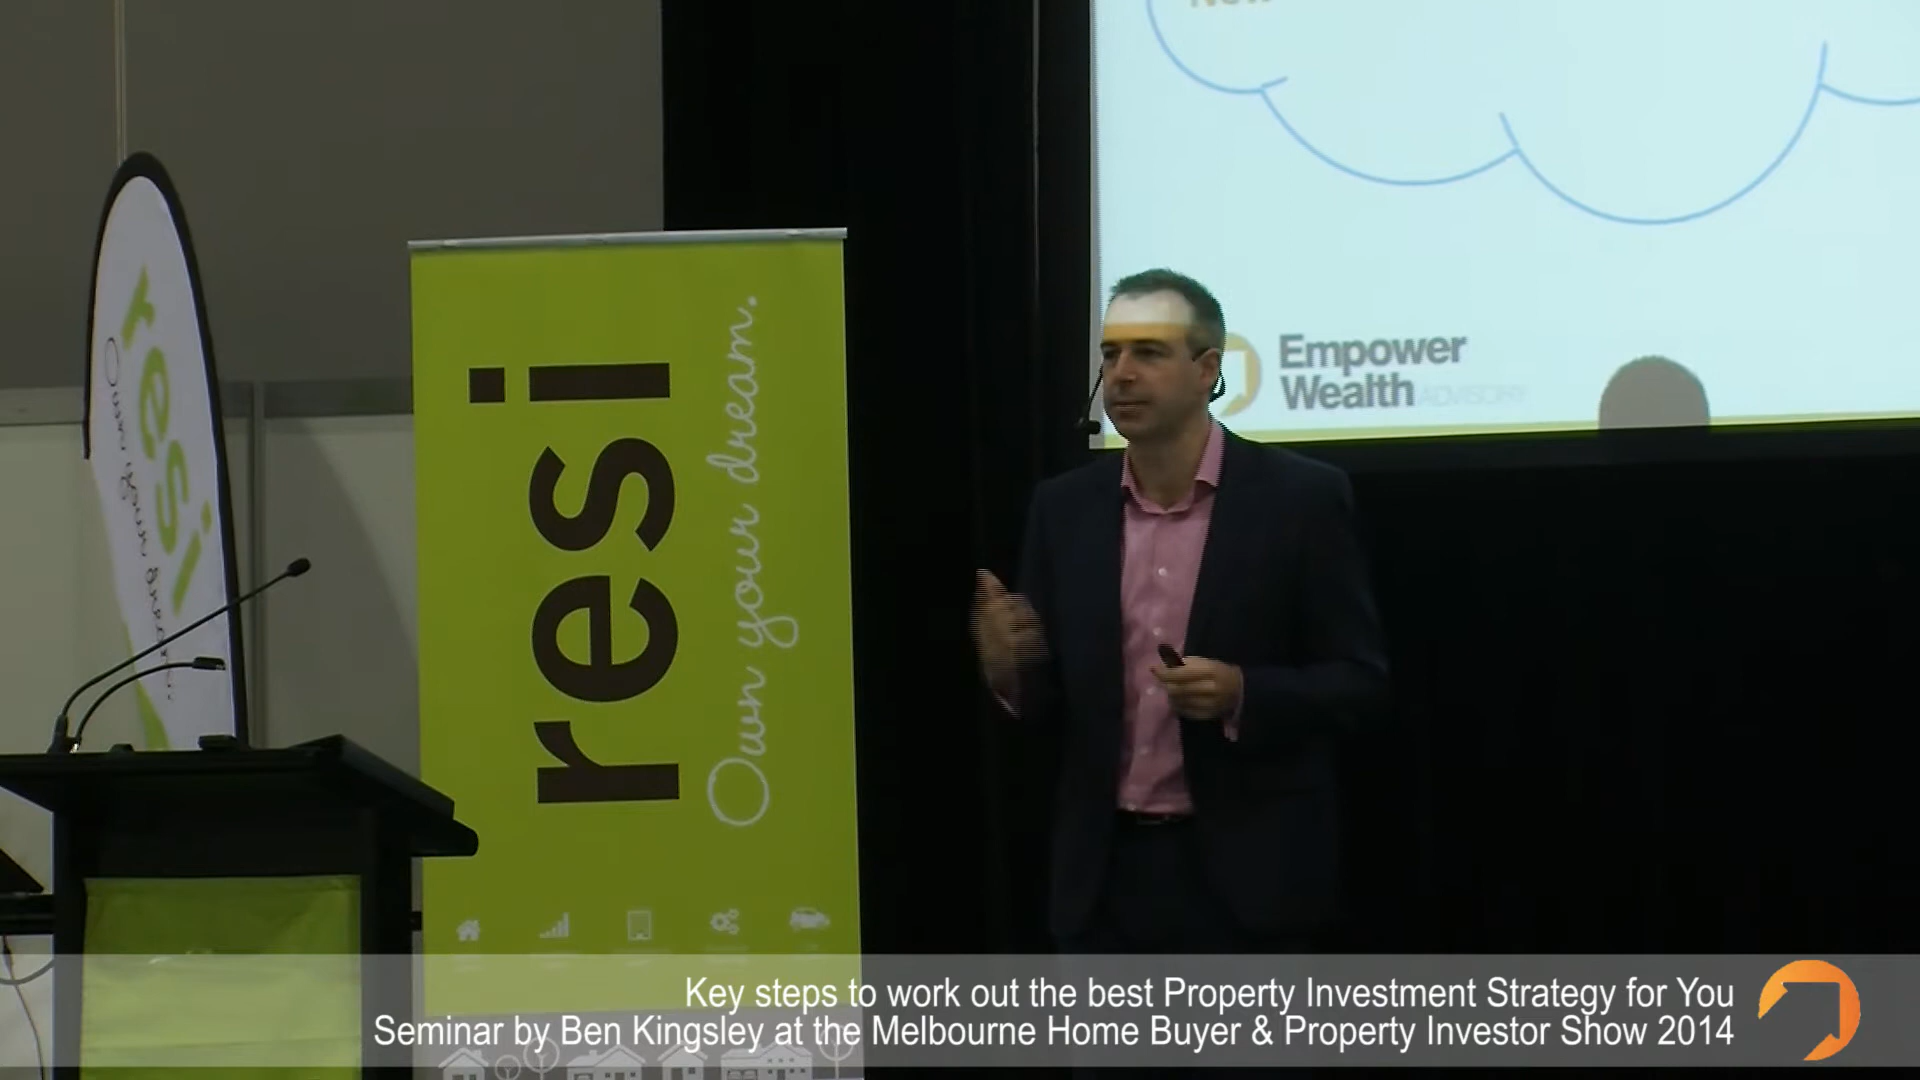 resi
Own your dream.
resi
Own your dream.
Empower
Wealth
ADVISORY
Key steps to work out the best Property Investment Strategy for You
Seminar by Ben Kingsley at the Melbourne Home Buyer & Property Investor Show 2014